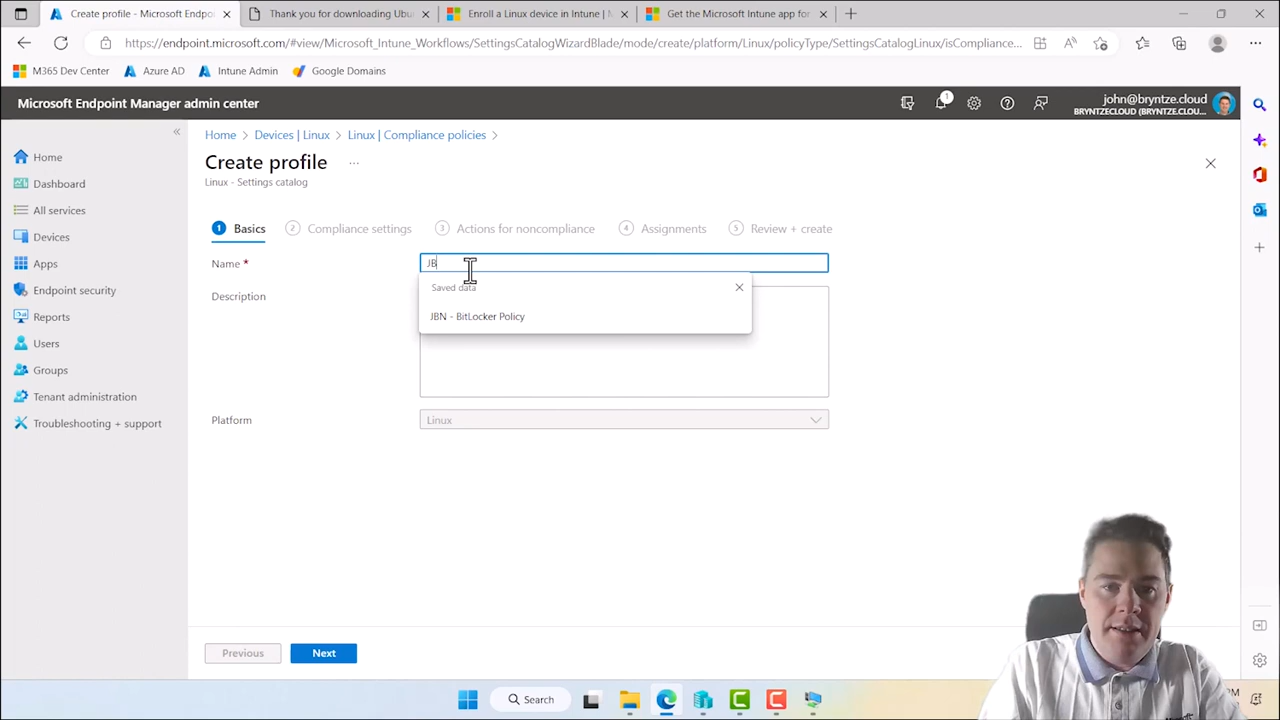 Create profile - Microsoft Endpo
Thank you for downloading Ubu
Enroll a Linux device in Intune | M
Get the Microsoft Intune app for
https://endpoint.microsoft.com/#view/Microsoft_Intune_Workflows/SettingsCatalogWizardBlade/mode/create/platform/Linux/policyType/SettingsCatalogLinux/isCompliance...
M365 Dev Center
Azure AD
Intune Admin
Google Domains
Microsoft Endpoint Manager admin center
1
john@bryntze.cloud
BRYNTZECLOUD (BRYNTZE.CLOU...
Home
Dashboard
All services
Devices
Apps
Endpoint security
Reports
Users
Groups
Tenant administration
Troubleshooting + support
Home > Devices | Linux > Linux | Compliance policies >
Create profile ...
Linux - Settings catalog
1 Basics
2 Compliance settings
3 Actions for noncompliance
4 Assignments
5 Review + create
Name *
JB
Saved data
JBN - BitLocker Policy
Description
Platform
Linux
Previous
Next
Search